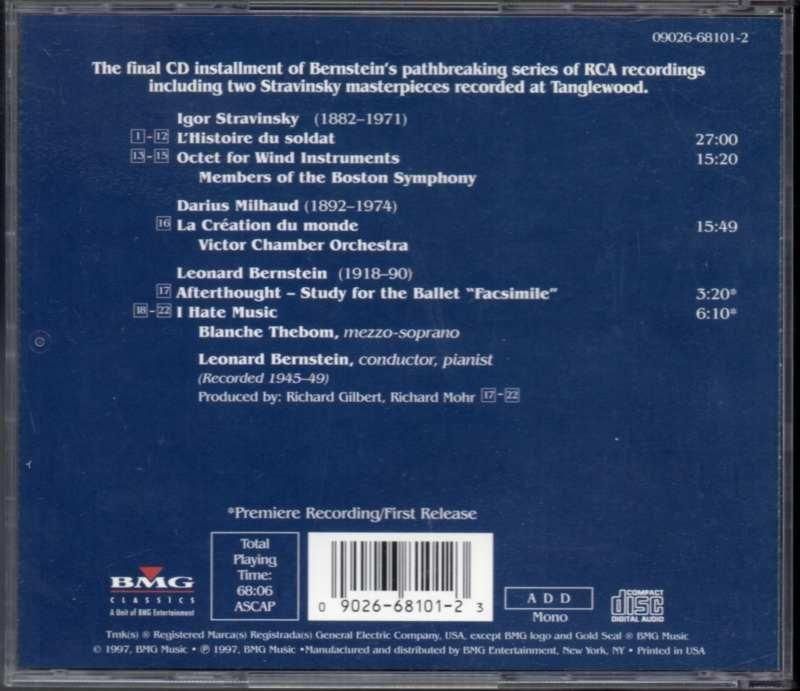 09026-68101-2
The final CD installment of Bernstein's pathbreaking series of RCA recordings
including two Stravinsky masterpieces recorded at Tanglewood.
Igor Stravinsky (1882–1971)
1-12 L'Histoire du soldat 27:00
13-15 Octet for Wind Instruments 15:20
Members of the Boston Symphony
Darius Milhaud (1892–1974)
16 La Création du monde 15:49
Victor Chamber Orchestra
Leonard Bernstein (1918–90)
17 Afterthought – Study for the Ballet "Facsimile" 3:20*
18-22 I Hate Music 6:10*
Blanche Thebom, mezzo-soprano
Leonard Bernstein, conductor, pianist
(Recorded 1945–49)
Produced by: Richard Gilbert, Richard Mohr 17-22
*Premiere Recording/First Release
BMG
CLASSICS
A Unit of BMG Entertainment
Total
Playing
Time:
68:06
ASCAP
0 9026-68101-2 3
ADD
Mono
COMPACT
disc
DIGITAL AUDIO
Tmk(s) ® Registered Marca(s) Registrada(s) General Electric Company, USA, except BMG logo and Gold Seal ® BMG Music
© 1997, BMG Music • ℗ 1997, BMG Music •Manufactured and distributed by BMG Entertainment, New York, NY • Printed in USA